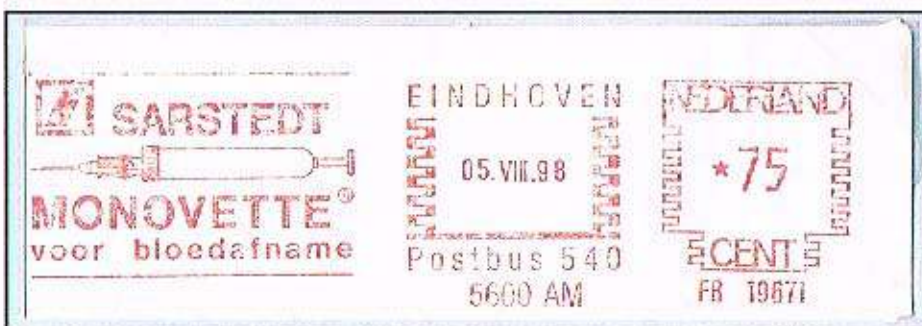 SARSTEDT
MONOVETTE®
voor bloedafname
EINDHOVEN
05.VIII.98
Postbus 540
5600 AM
NEDERLAND
*75
CENT
FR 19671